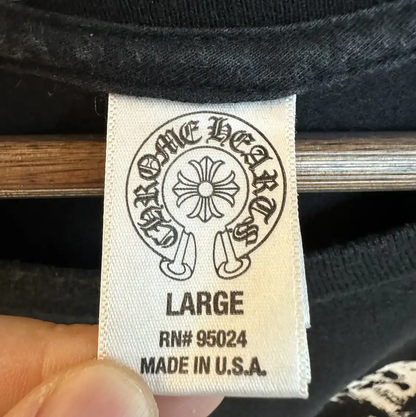 CHROME HEARTS
LARGE
RN# 95024
MADE IN U.S.A.